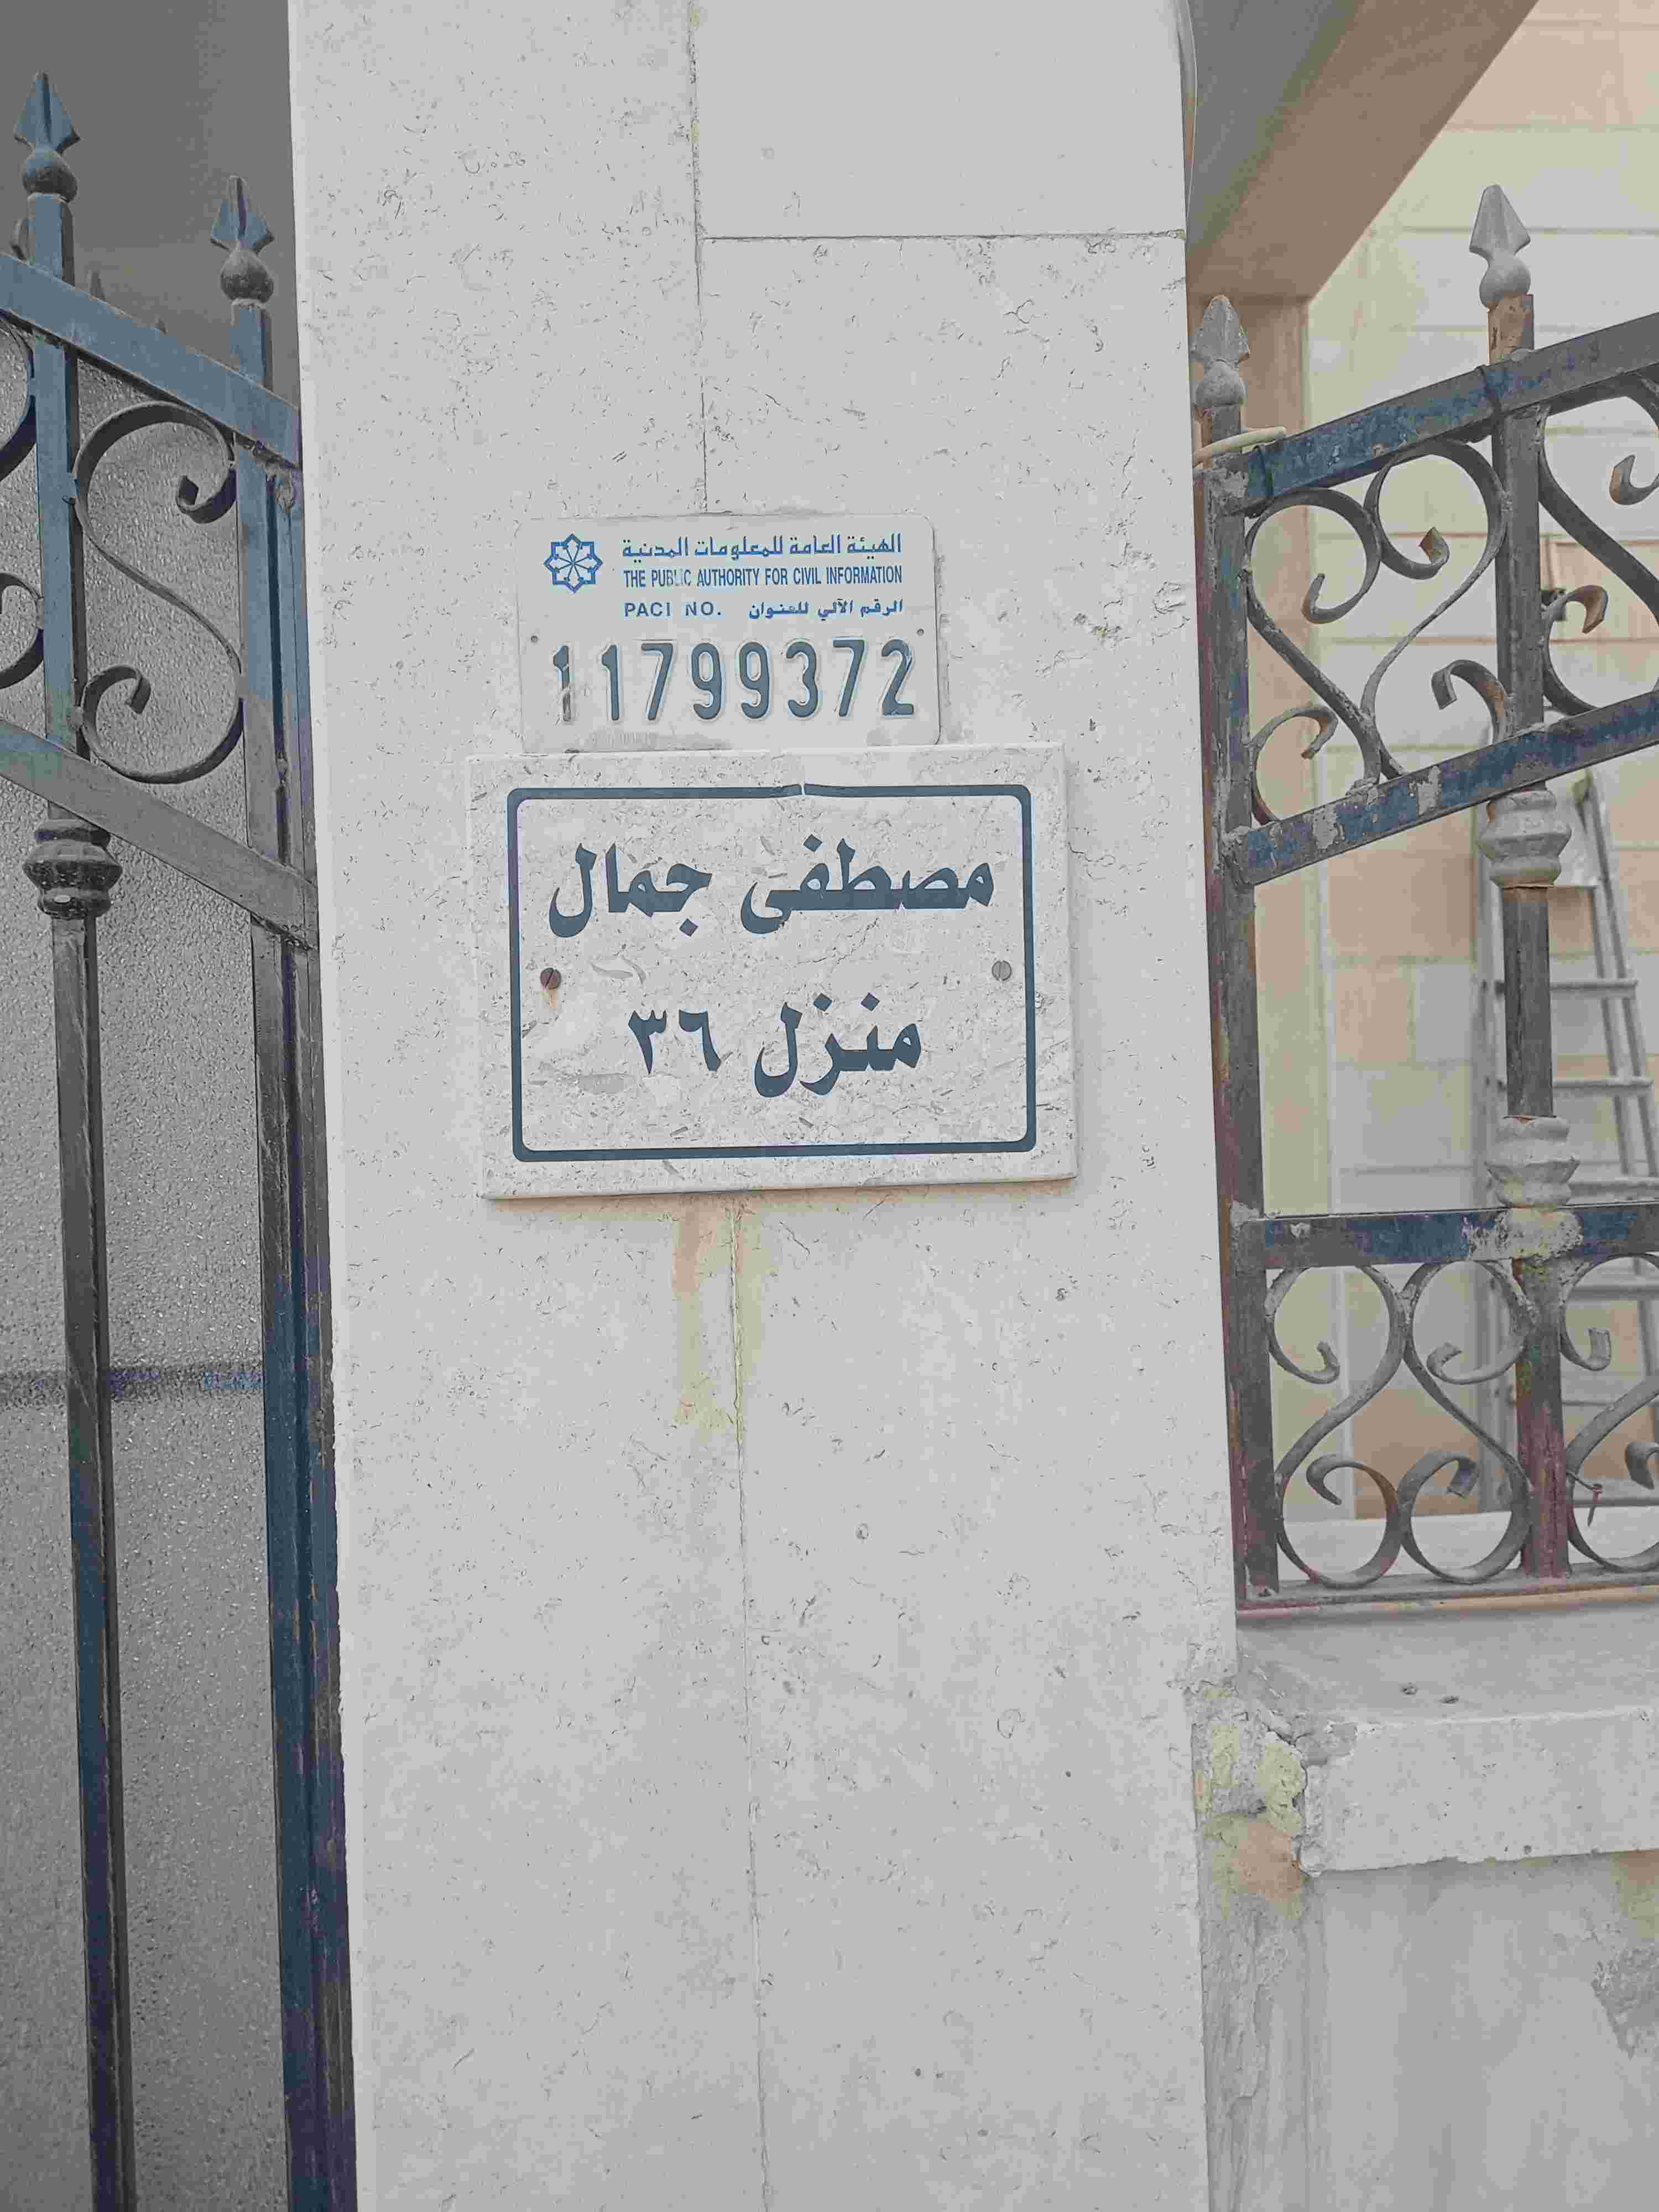 الهيئة العامة للمعلومات المدنية
THE PUBLIC AUTHORITY FOR CIVIL INFORMATION
PACI NO. الرقم الآلي للعنوان
11799372
مصطفى جمال
منزل ٣٦